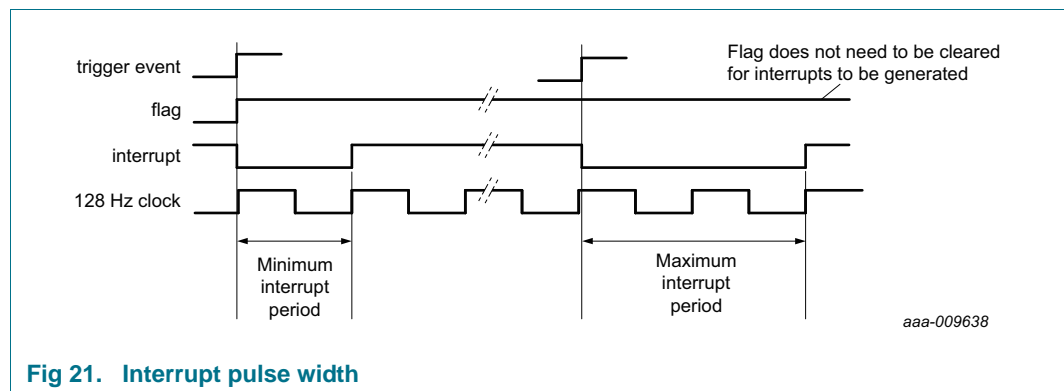 trigger event
Flag does not need to be cleared
for interrupts to be generated
flag
interrupt
128 Hz clock
Minimum
interrupt
period
Maximum
interrupt
period
aaa-009638
Fig 21. Interrupt pulse width